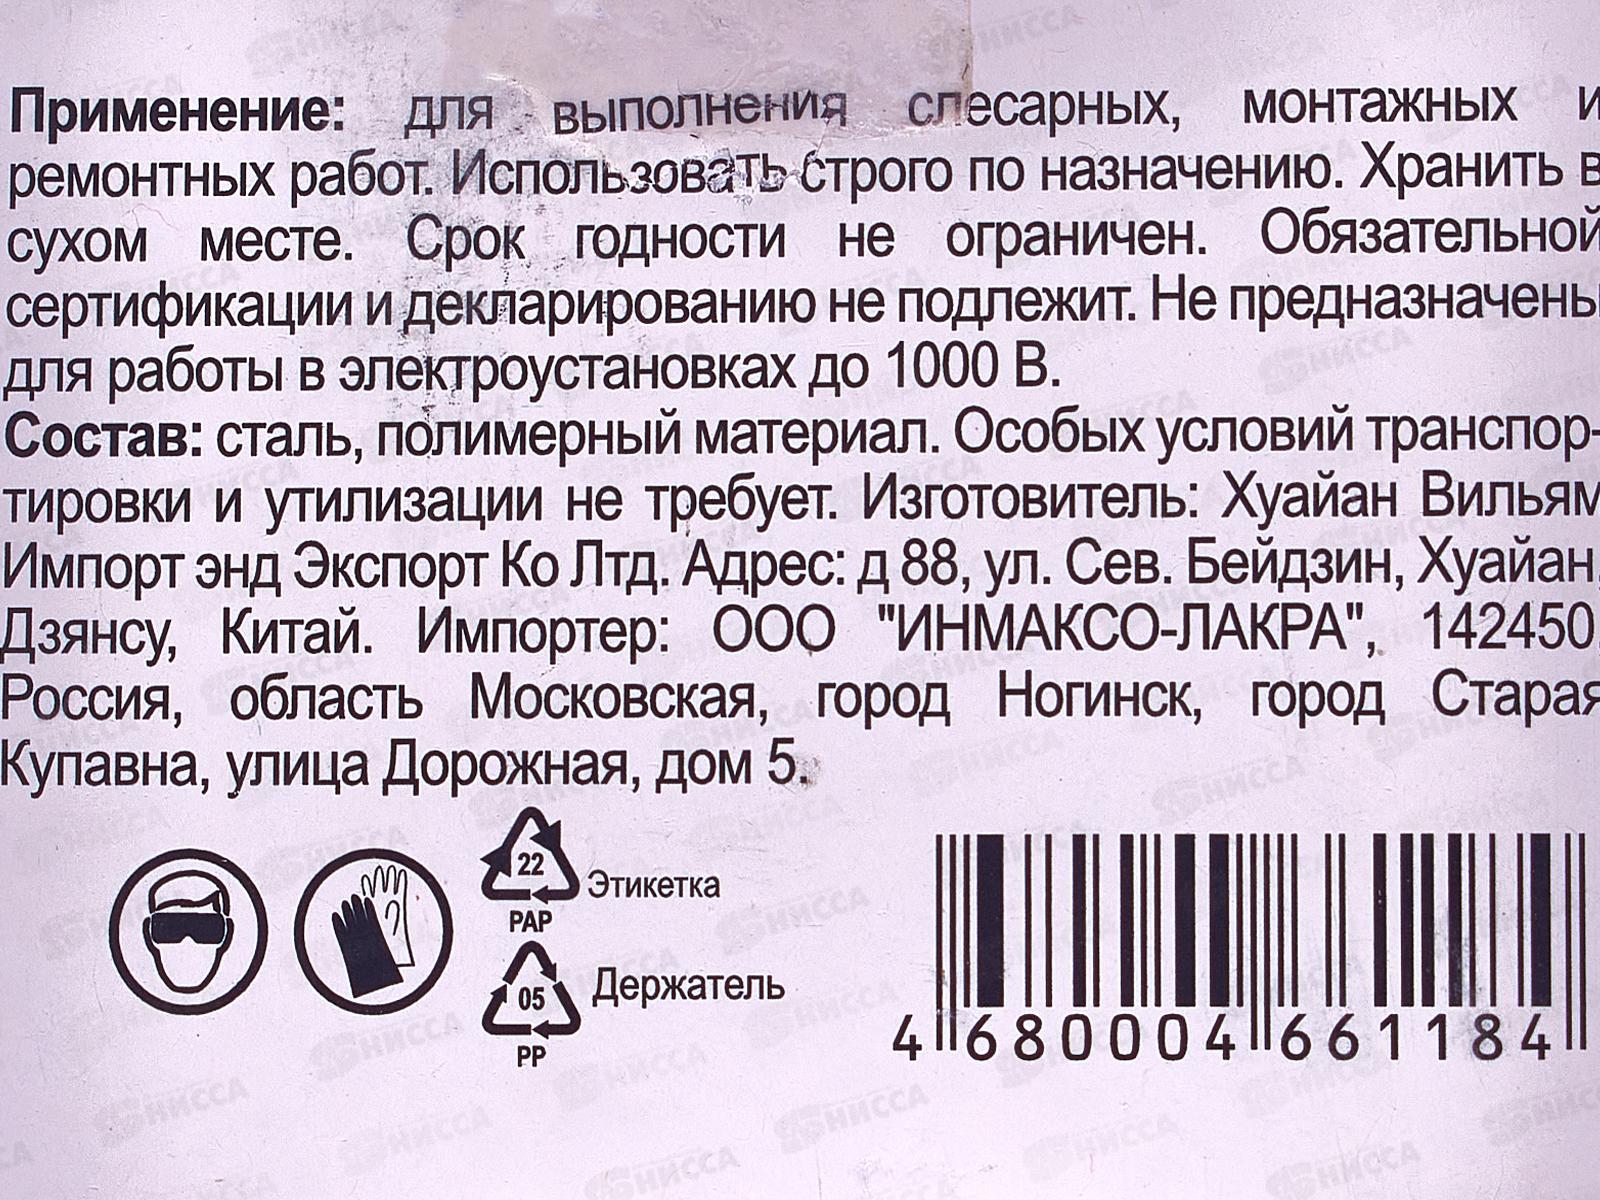 Применение: для выполнения слесарных, монтажных и
ремонтных работ. Использовать строго по назначению. Хранить в
сухом месте. Срок годности не ограничен. Обязательной
сертификации и декларированию не подлежит. Не предназначены
для работы в электроустановках до 1000 В.
Состав: сталь, полимерный материал. Особых условий транспор-
тировки и утилизации не требует. Изготовитель: Хуайан Вильям
Импорт энд Экспорт Ко Лтд. Адрес: д 88, ул. Сев. Бейдзин, Хуайан,
Дзянсу, Китай. Импортер: ООО "ИНМАКСО-ЛАКРА", 142450,
Россия, область Московская, город Ногинск, город Старая
Купавна, улица Дорожная, дом 5.
22
PAP
Этикетка
05
PP
Держатель
4 680004 661184